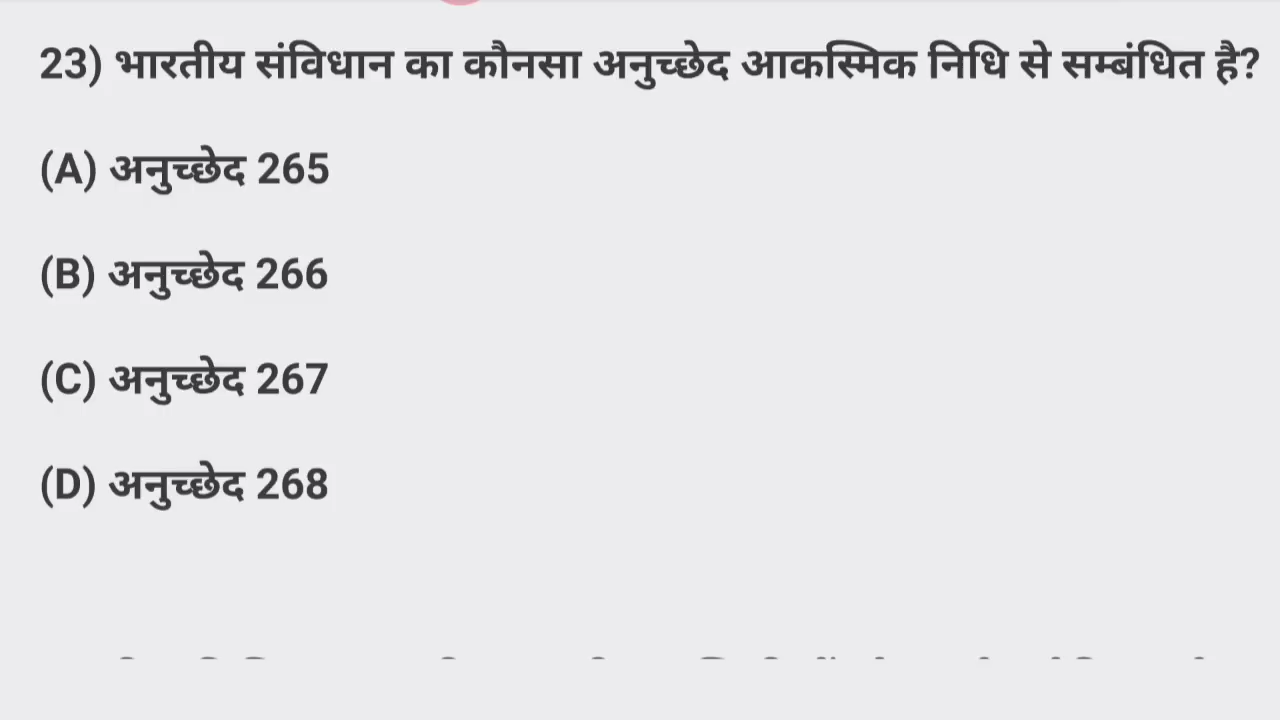 23) भारतीय संविधान का कौनसा अनुच्छेद आकस्मिक निधि से सम्बंधित है?
(A) अनुच्छेद 265
(B) अनुच्छेद 266
(C) अनुच्छेद 267
(D) अनुच्छेद 268